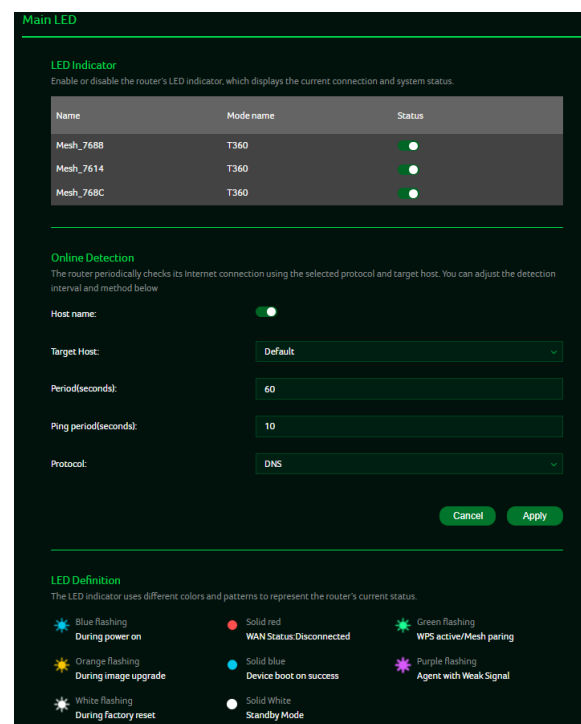 Main LED
LED Indicator
Enable or disable the router's LED indicator, which displays the current connection and system status.
Name Mode name Status
Mesh_7688 T360
Mesh_7614 T360
Mesh_768C T360
Online Detection
The router periodically checks its Internet connection using the selected protocol and target host. You can adjust the detection
interval and method below
Host name:
Target Host: Default
Period(seconds): 60
Ping period(seconds): 10
Protocol: DNS
Cancel Apply
LED Definition
The LED indicator uses different colors and patterns to represent the router's current status.
Blue flashing Solid red Green flashing
During power on WAN Status:Disconnected WPS active/Mesh paring
Orange flashing Solid blue Purple flashing
During image upgrade Device boot on success Agent with Weak Signal
White flashing Solid White
During factory reset Standby Mode